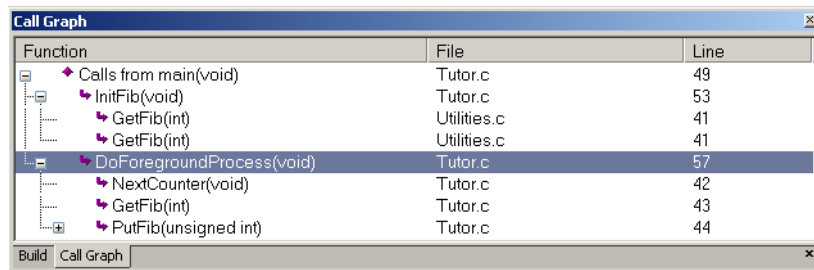 Call Graph
Function File Line
Calls from main(void) Tutor.c 49
InitFib(void) Tutor.c 53
GetFib(int) Utilities.c 41
GetFib(int) Utilities.c 41
DoForegroundProcess(void) Tutor.c 57
NextCounter(void) Tutor.c 42
GetFib(int) Tutor.c 43
PutFib(unsigned int) Tutor.c 44
Build Call Graph